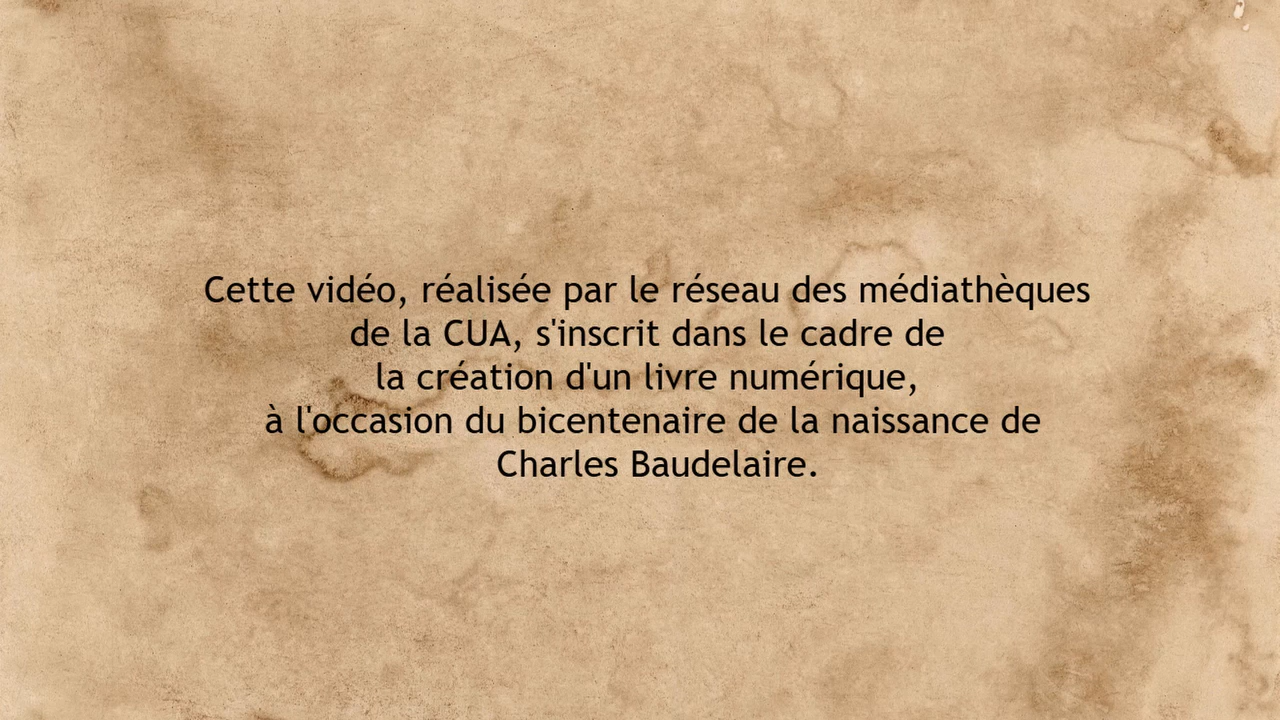 Cette vidéo, réalisée par le réseau des médiathèques
de la CUA, s'inscrit dans le cadre de
la création d'un livre numérique,
à l'occasion du bicentenaire de la naissance de
Charles Baudelaire.